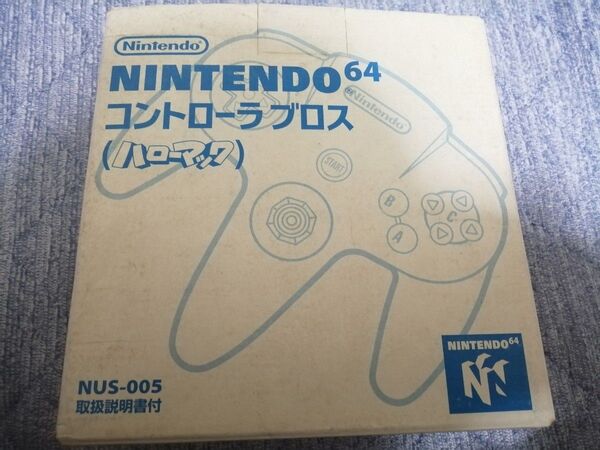 Nintendo
NINTENDO64
コントローラ ブロス
(ハローマック)
Nintendo
START
B
A
C
NUS-005
取扱説明書付
NINTENDO64